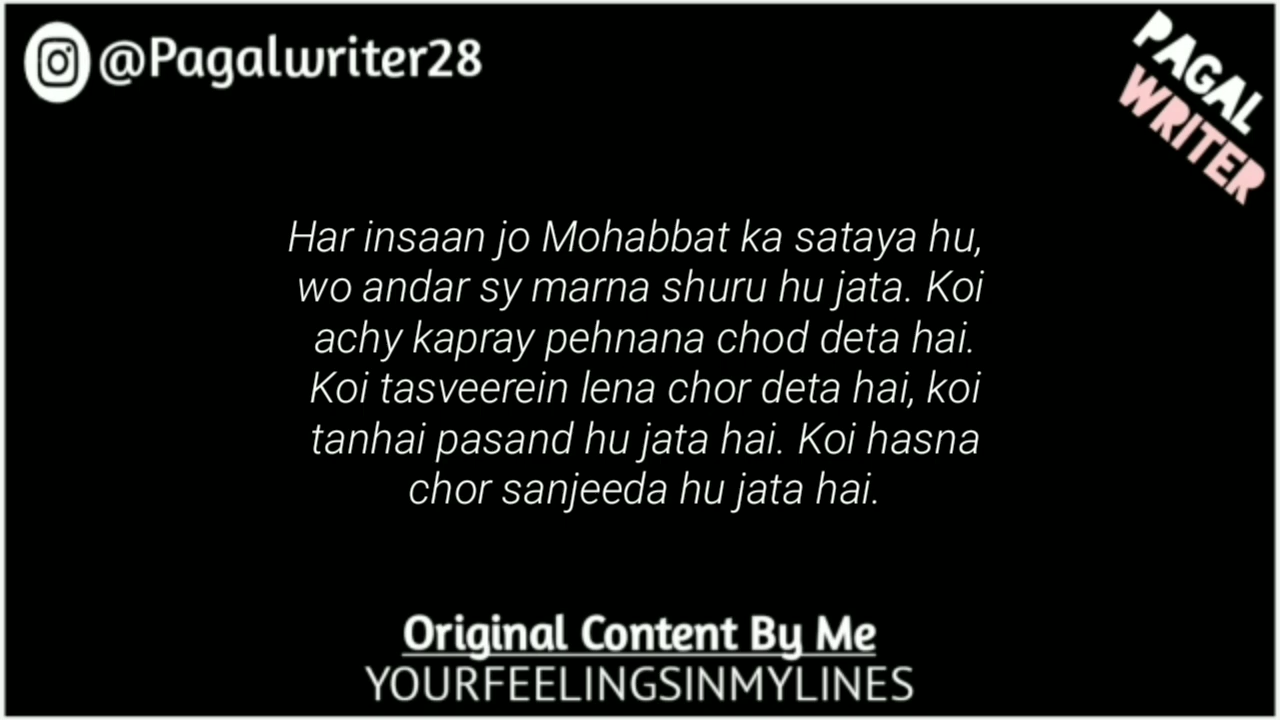 @Pagalwriter28
PAGAL
WRITER
Har insaan jo Mohabbat ka sataya hu,
wo andar sy marna shuru hu jata. Koi
achy kapray pehnana chod deta hai.
Koi tasveerein lena chor deta hai, koi
tanhai pasand hu jata hai. Koi hasna
chor sanjeeda hu jata hai.
Original Content By Me
YOURFEELINGSINMYLINES